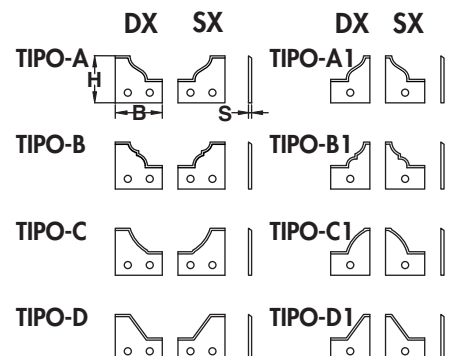 DX SX DX SX
TIPO-A H B S TIPO-A1
TIPO-B TIPO-B1
TIPO-C TIPO-C1
TIPO-D TIPO-D1